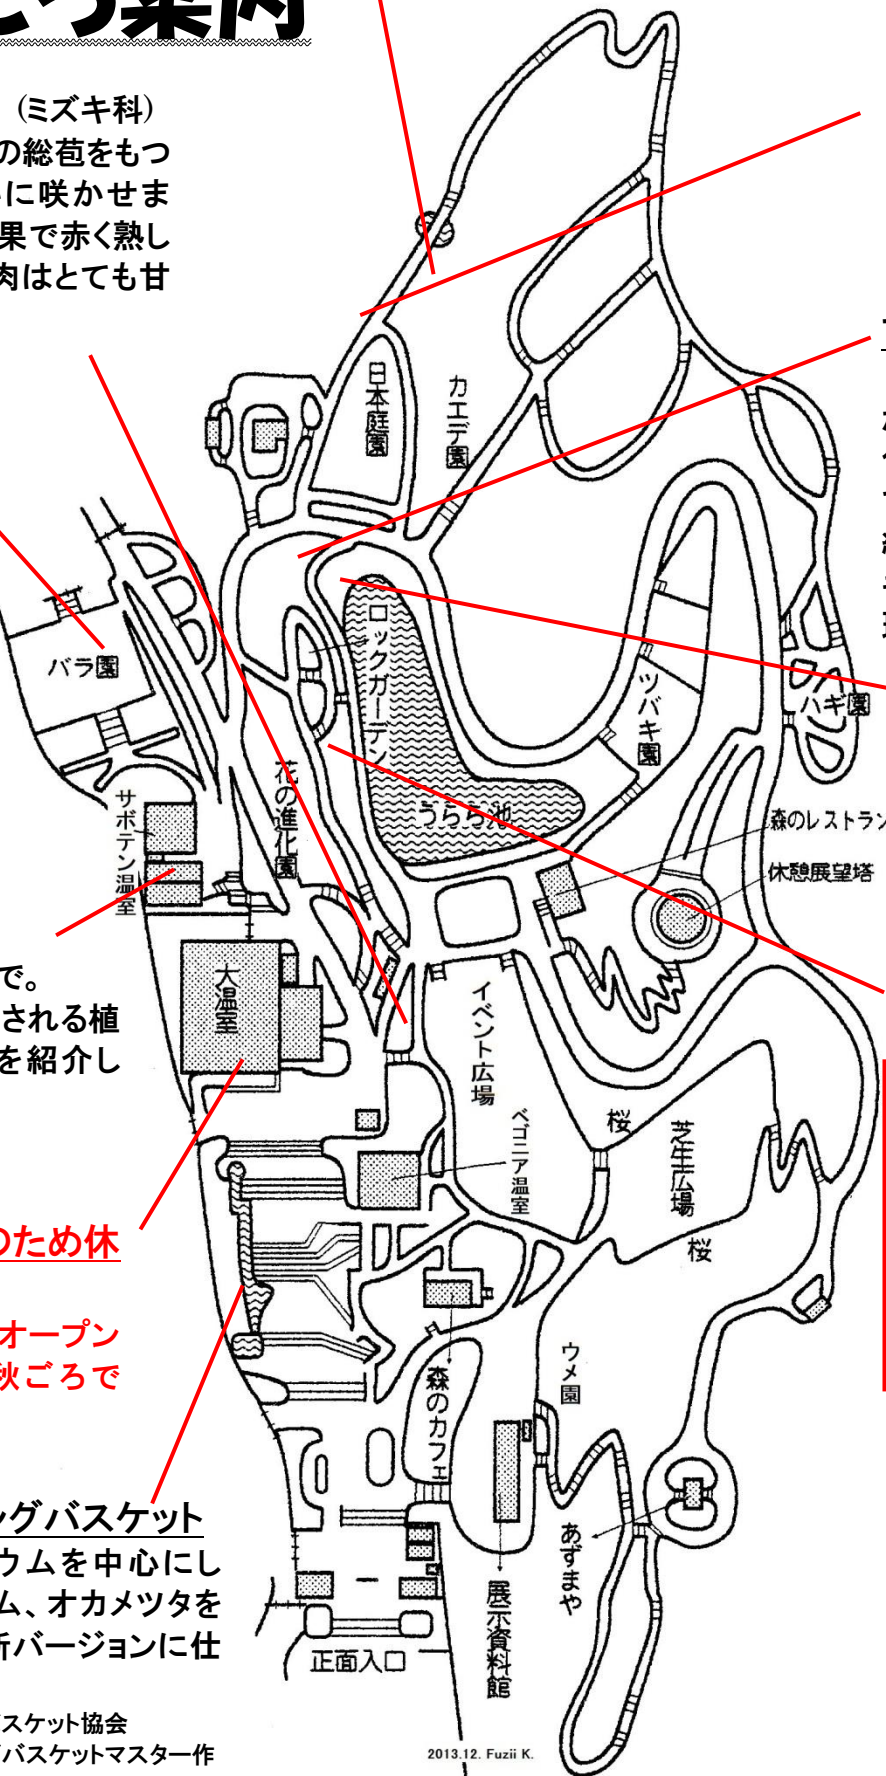 ごろ案内
(ミズキ科)
の総苞をもつ
に咲かせま
果で赤く熟し
肉はとても甘
日本庭園
カエデ園
バラ園
ロックガーデン
ツバキ園
ハギ園
花の進化園
うらら池
サボテン温室
森のレストラン
休憩展望塔
で。
される植
を紹介し
大温室
イベント広場
桜
芝生広場
ベゴニア温室
桜
のため休
オープン
秋ごろで
ウメ園
森のカフェ
ングバスケット
ウムを中心にし
ム、オカメツタを
新バージョンに仕
あずまや
展示資料館
正面入口
バスケット協会
グバスケットマスター作
2013.12. Fuzii K.